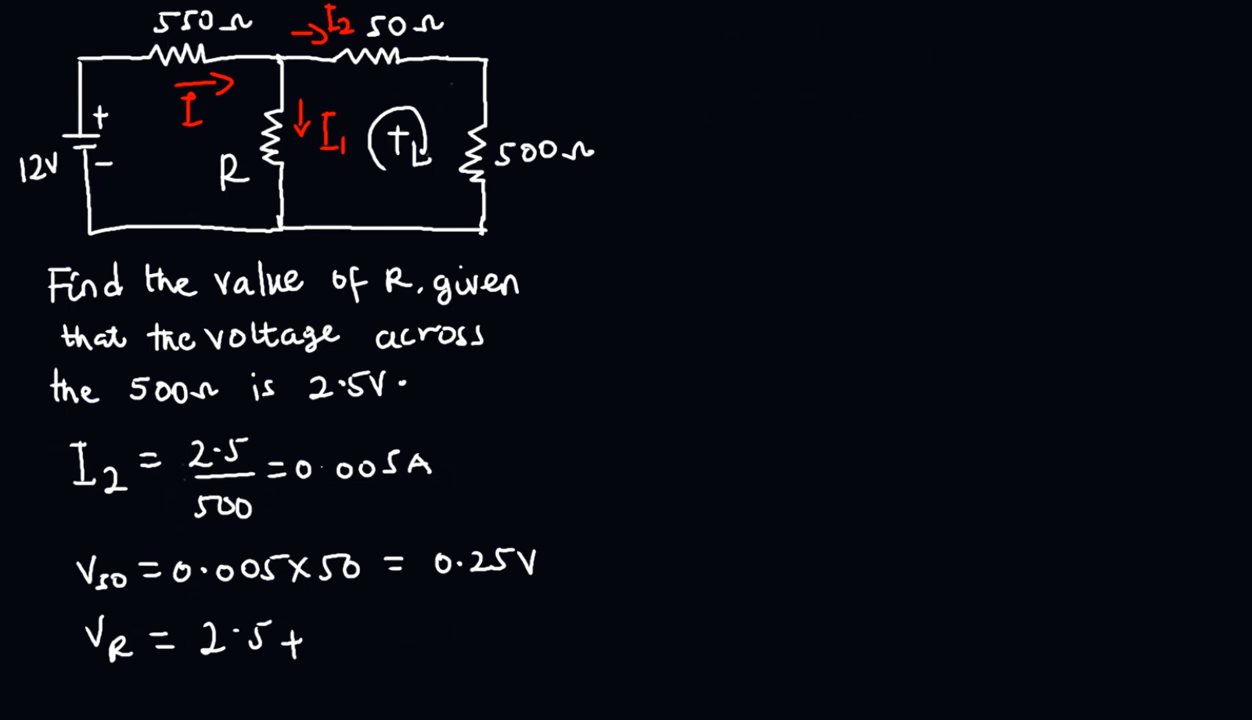 550Ω
I₂
50Ω
I
+
12V
−
R
I₁
+
500Ω
Find the value of R, given
that the voltage across
the 500Ω is 2.5V.
I₂ = 2.5/500 = 0.005A
V₅₀ = 0.005 × 50 = 0.25V
V_R = 2.5 +